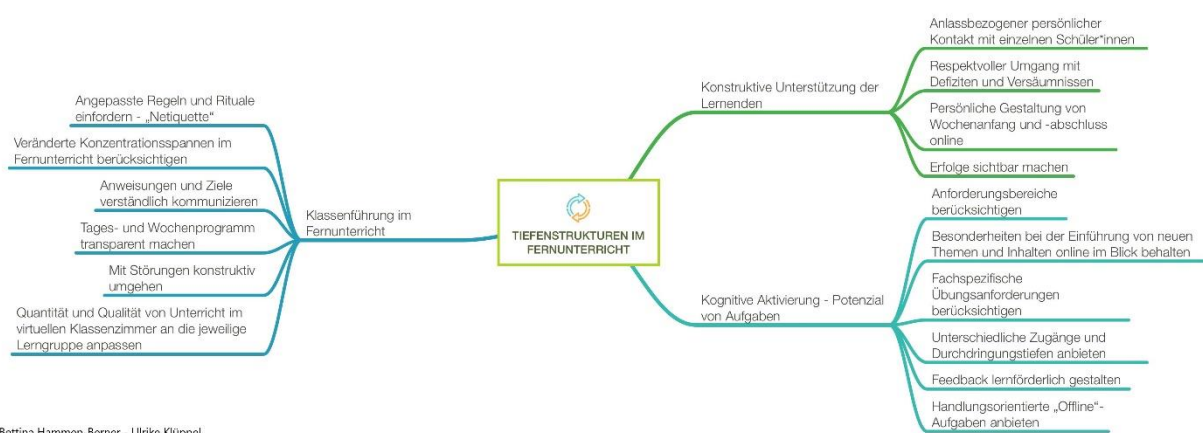 TIEFENSTRUKTUREN IM
FERNUNTERRICHT
Klassenführung im
Fernunterricht
Angepasste Regeln und Rituale
einfordern - „Netiquette“
Veränderte Konzentrationsspannen im
Fernunterricht berücksichtigen
Anweisungen und Ziele
verständlich kommunizieren
Tages- und Wochenprogramm
transparent machen
Mit Störungen konstruktiv
umgehen
Quantität und Qualität von Unterricht im
virtuellen Klassenzimmer an die jeweilige
Lerngruppe anpassen
Konstruktive Unterstützung der
Lernenden
Anlassbezogener persönlicher
Kontakt mit einzelnen Schüler*innen
Respektvoller Umgang mit
Defiziten und Versäumnissen
Persönliche Gestaltung von
Wochenanfang und -abschluss
online
Erfolge sichtbar machen
Kognitive Aktivierung - Potenzial
von Aufgaben
Anforderungsbereiche
berücksichtigen
Besonderheiten bei der Einführung von neuen
Themen und Inhalten online im Blick behalten
Fachspezifische
Übungsanforderungen
berücksichtigen
Unterschiedliche Zugänge und
Durchdringungstiefen anbieten
Feedback lernförderlich gestalten
Handlungsorientierte „Offline“-
Aufgaben anbieten
Bettina Hammen-Berner - Ulrike Klüppel